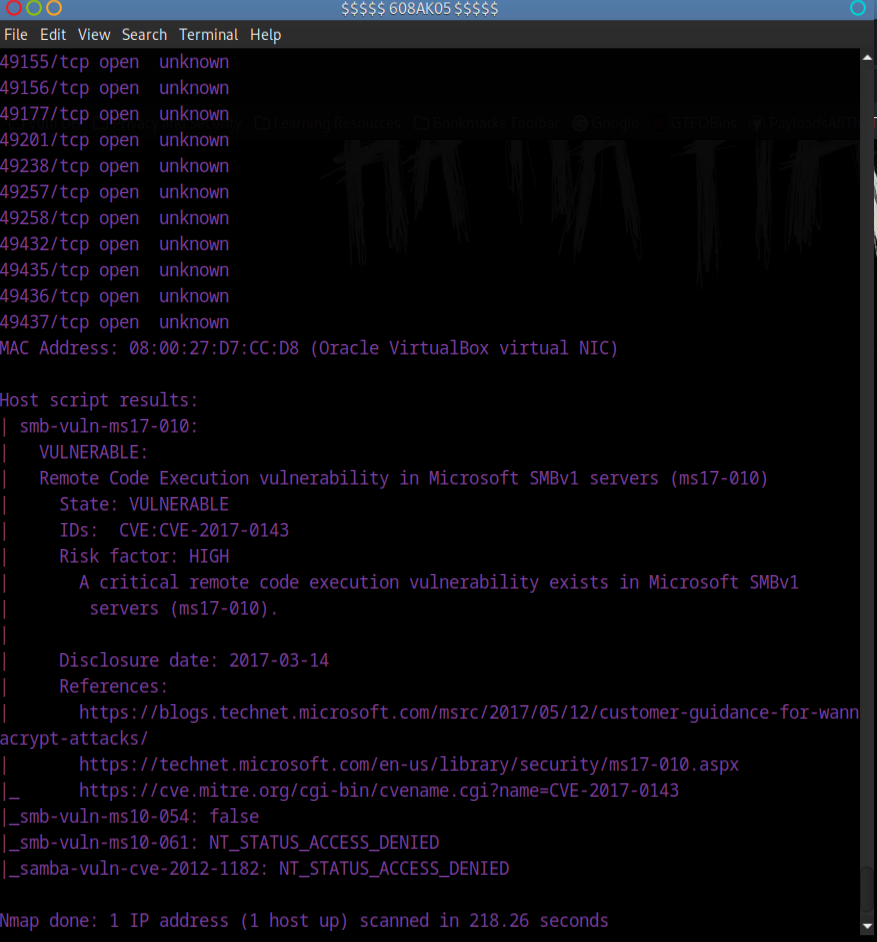 $$$$$ 608AK05 $$$$$
File Edit View Search Terminal Help
49155/tcp open  unknown
49156/tcp open  unknown
49177/tcp open  unknown
Learning Resources Bookmarks Toolbar Google GTFOBins
49201/tcp open  unknown
49238/tcp open  unknown
49257/tcp open  unknown
49258/tcp open  unknown
49432/tcp open  unknown
49435/tcp open  unknown
49436/tcp open  unknown
49437/tcp open  unknown
MAC Address: 08:00:27:D7:CC:D8 (Oracle VirtualBox virtual NIC)
Host script results:
| smb-vuln-ms17-010:
|   VULNERABLE:
|   Remote Code Execution vulnerability in Microsoft SMBv1 servers (ms17-010)
|     State: VULNERABLE
|     IDs:  CVE:CVE-2017-0143
|     Risk factor: HIGH
|       A critical remote code execution vulnerability exists in Microsoft SMBv1
|        servers (ms17-010).
|
|     Disclosure date: 2017-03-14
|     References:
|       https://blogs.technet.microsoft.com/msrc/2017/05/12/customer-guidance-for-wann
acrypt-attacks/
|       https://technet.microsoft.com/en-us/library/security/ms17-010.aspx
|_      https://cve.mitre.org/cgi-bin/cvename.cgi?name=CVE-2017-0143
|_smb-vuln-ms10-054: false
|_smb-vuln-ms10-061: NT_STATUS_ACCESS_DENIED
|_samba-vuln-cve-2012-1182: NT_STATUS_ACCESS_DENIED
Nmap done: 1 IP address (1 host up) scanned in 218.26 seconds